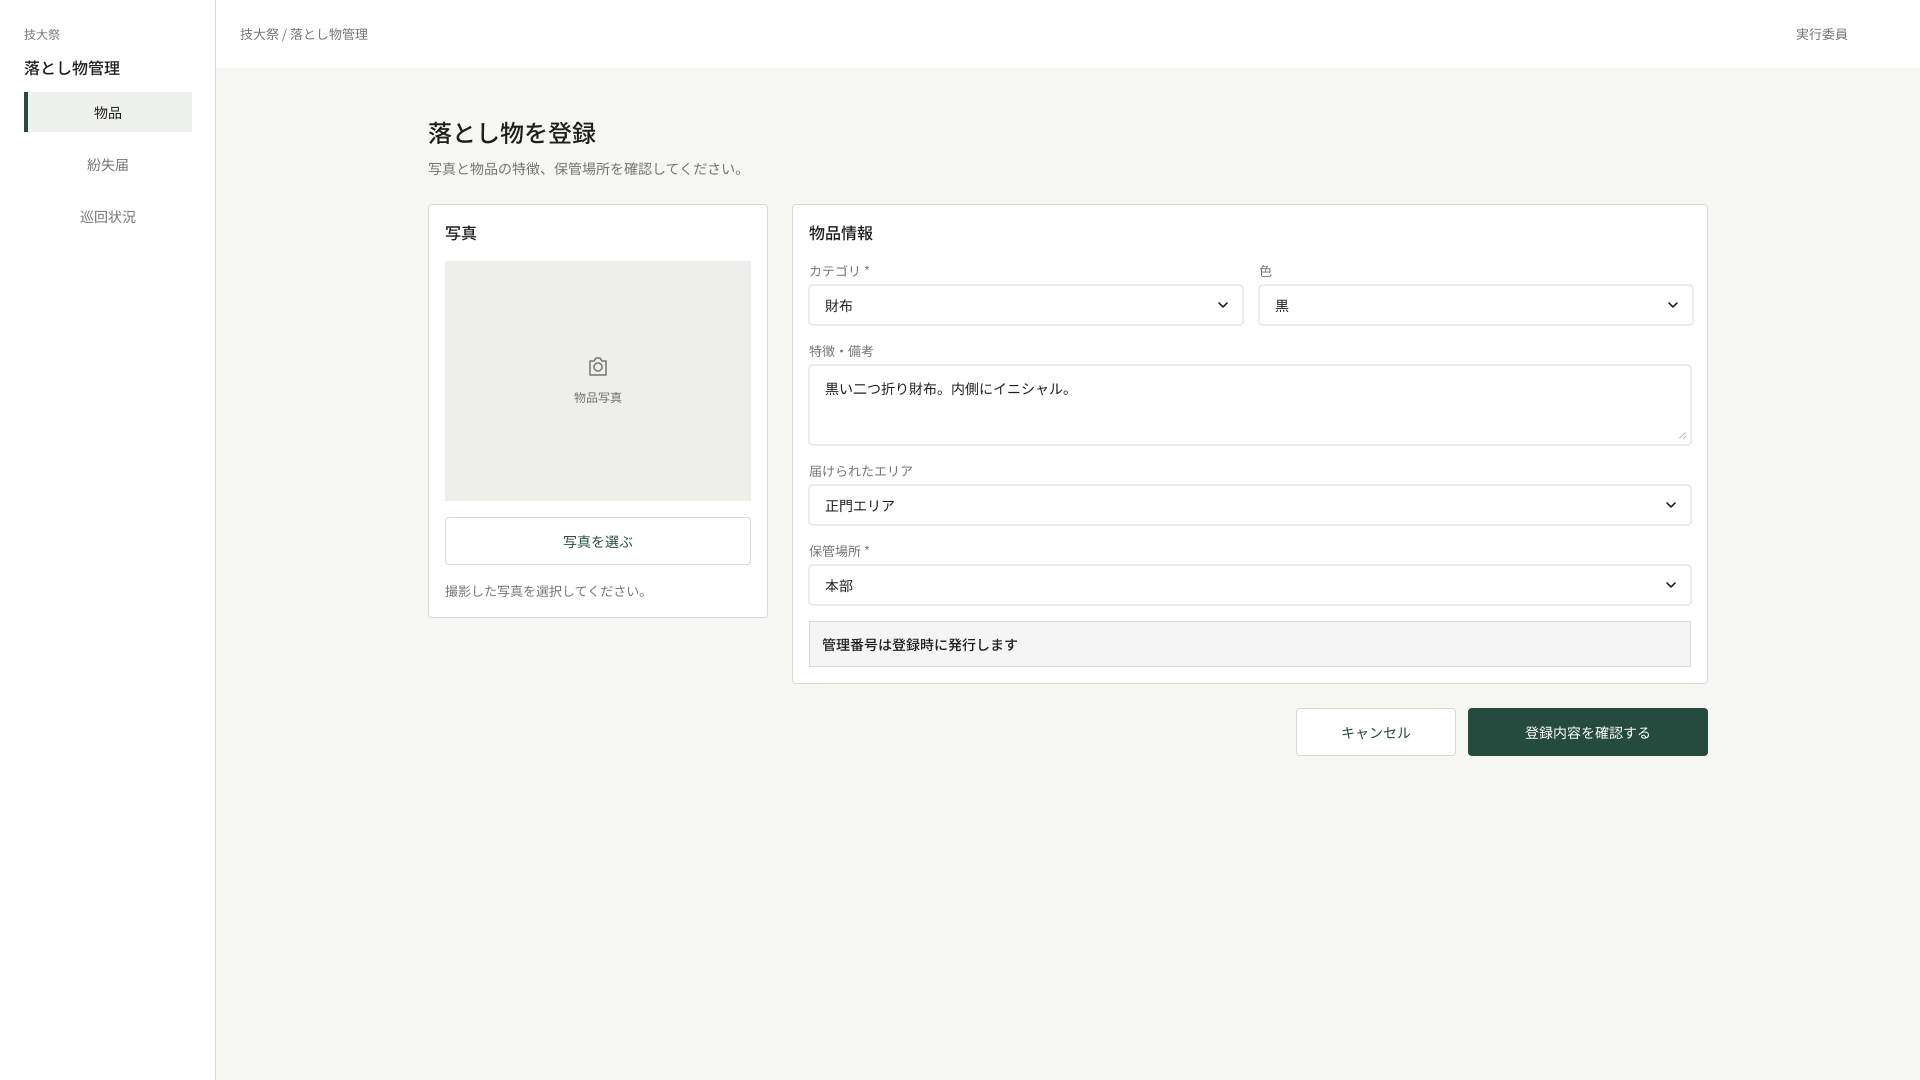 技大祭
落とし物管理
物品
紛失届
巡回状況
技大祭 / 落とし物管理
実行委員
落とし物を登録
写真と物品の特徴、保管場所を確認してください。
写真
物品写真
写真を選ぶ
撮影した写真を選択してください。
物品情報
カテゴリ *
財布
色
黒
特徴・備考
黒い二つ折り財布。内側にイニシャル。
届けられたエリア
正門エリア
保管場所 *
本部
管理番号は登録時に発行します
キャンセル
登録内容を確認する